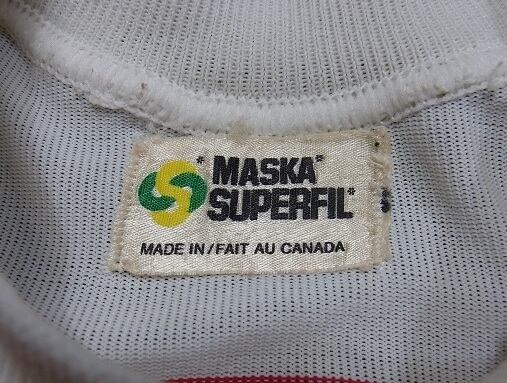 * MASKA*
SUPERFIL*
MADE IN/FAIT AU CANADA